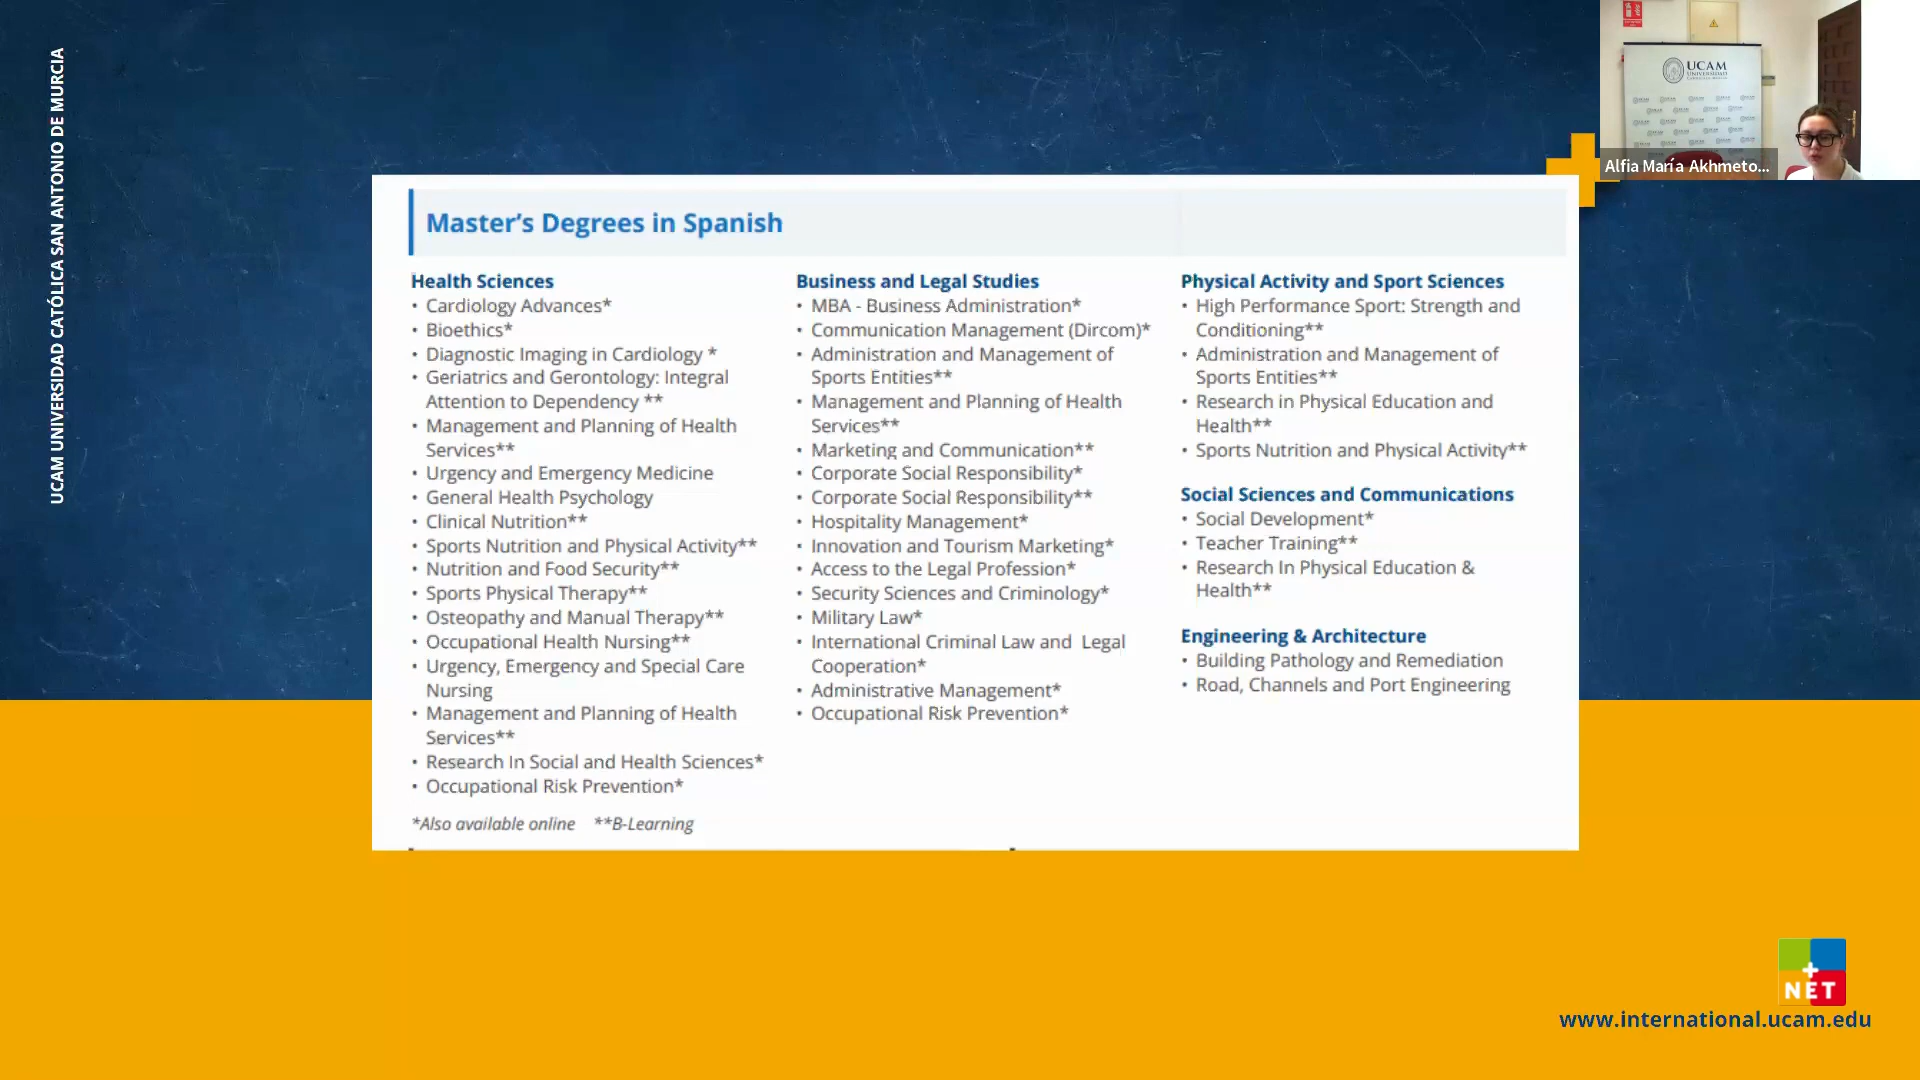 UCAM UNIVERSIDAD CATÓLICA SAN ANTONIO DE MURCIA
UCAM
UNIVERSIDAD
Alfia María Akhmeto...
Master's Degrees in Spanish
Health Sciences
• Cardiology Advances*
• Bioethics*
• Diagnostic Imaging in Cardiology *
• Geriatrics and Gerontology: Integral
Attention to Dependency **
• Management and Planning of Health
Services**
• Urgency and Emergency Medicine
• General Health Psychology
• Clinical Nutrition**
• Sports Nutrition and Physical Activity**
• Nutrition and Food Security**
• Sports Physical Therapy**
• Osteopathy and Manual Therapy**
• Occupational Health Nursing**
• Urgency, Emergency and Special Care
Nursing
• Management and Planning of Health
Services**
• Research In Social and Health Sciences*
• Occupational Risk Prevention*
*Also available online **B-Learning
Business and Legal Studies
• MBA - Business Administration*
• Communication Management (Dircom)*
• Administration and Management of
Sports Entities**
• Management and Planning of Health
Services**
• Marketing and Communication**
• Corporate Social Responsibility*
• Corporate Social Responsibility**
• Hospitality Management*
• Innovation and Tourism Marketing*
• Access to the Legal Profession*
• Security Sciences and Criminology*
• Military Law*
• International Criminal Law and Legal
Cooperation*
• Administrative Management*
• Occupational Risk Prevention*
Physical Activity and Sport Sciences
• High Performance Sport: Strength and
Conditioning**
• Administration and Management of
Sports Entities**
• Research in Physical Education and
Health**
• Sports Nutrition and Physical Activity**
Social Sciences and Communications
• Social Development*
• Teacher Training**
• Research In Physical Education &
Health**
Engineering & Architecture
• Building Pathology and Remediation
• Road, Channels and Port Engineering
+
NET
www.international.ucam.edu